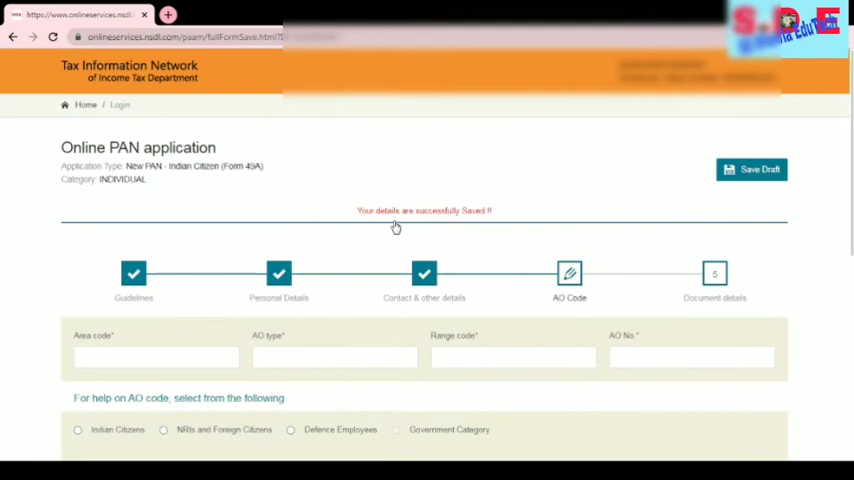 https://www.onlineservices.nsdl.com/p
onlineservices.nsdl.com/paam/fullFormSave.html?
S.P.E
EduTech
Tax Information Network
of Income Tax Department
Home / Login
Online PAN application
Application Type: New PAN - Indian Citizen (Form 49A)
Category: INDIVIDUAL
Save Draft
Your details are successfully Saved !!
5
Guidelines Personal Details Contact & other details AO Code Document details
Area code* AO type* Range code* AO No.*
For help on AO code, select from the following
Indian Citizens NRIs and Foreign Citizens Defence Employees Government Category